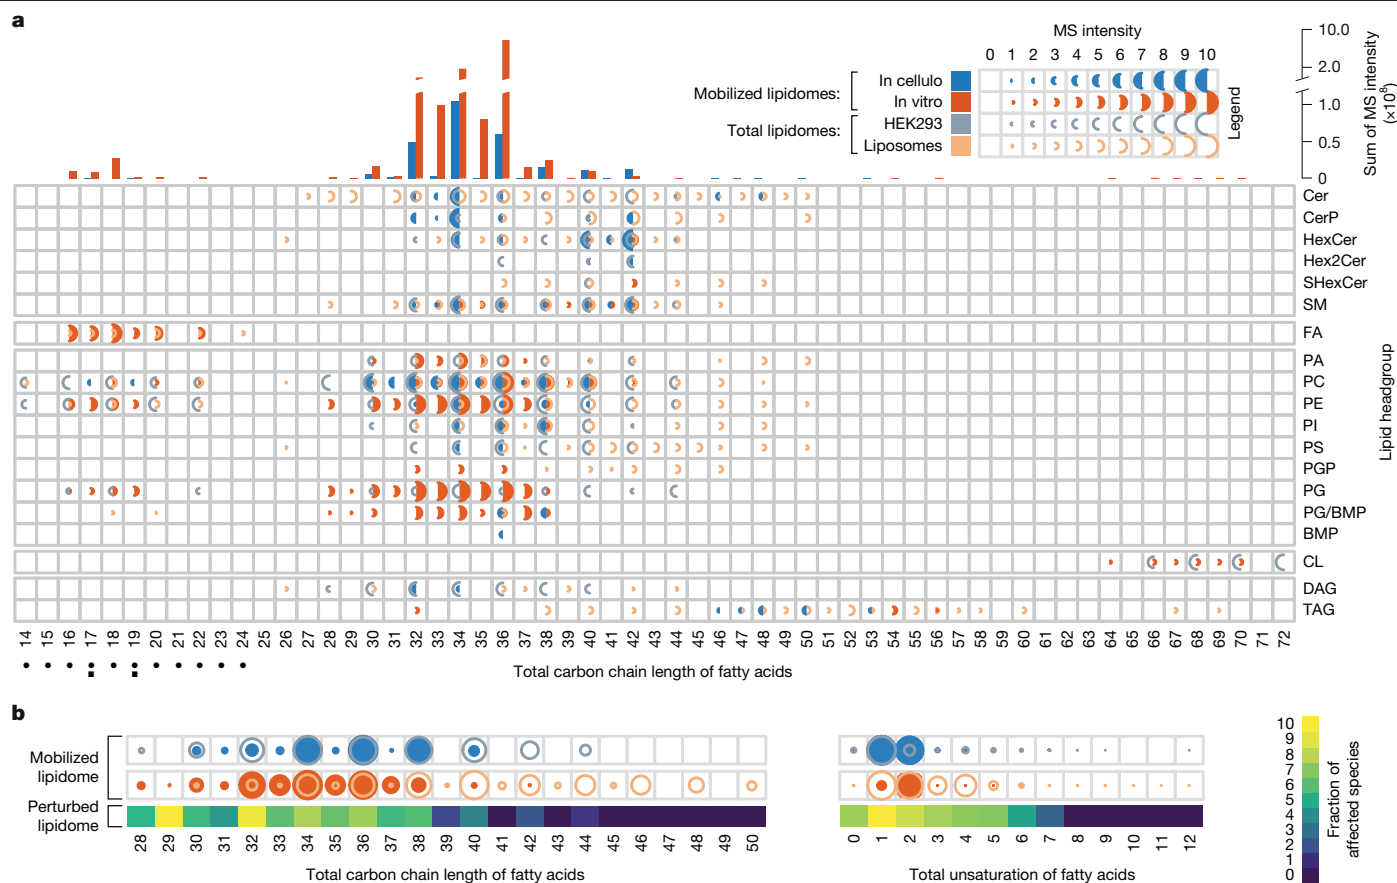 a
MS intensity
0 1 2 3 4 5 6 7 8 9 10
Mobilized lipidomes:
In cellulo
In vitro
Total lipidomes:
HEK293
Liposomes
Legend
10.0
2.0
1.0
0.5
0
Sum of MS intensity
(×10⁸)
Cer
CerP
HexCer
Hex2Cer
SHexCer
SM
FA
PA
PC
PE
PI
PS
PGP
PG
PG/BMP
BMP
CL
DAG
TAG
Lipid headgroup
14 15 16 17 18 19 20 21 22 23 24 25 26 27 28 29 30 31 32 33 34 35 36 37 38 39 40 41 42 43 44 45 46 47 48 49 50 51 52 53 54 55 56 57 58 59 60 61 62 63 64 65 66 67 68 69 70 71 72
Total carbon chain length of fatty acids
b
Mobilized
lipidome
Perturbed
lipidome
28 29 30 31 32 33 34 35 36 37 38 39 40 41 42 43 44 45 46 47 48 49 50
Total carbon chain length of fatty acids
0 1 2 3 4 5 6 7 8 9 10 11 12
Total unsaturation of fatty acids
10
9
8
7
6
5
4
3
2
1
0
Fraction of
affected species